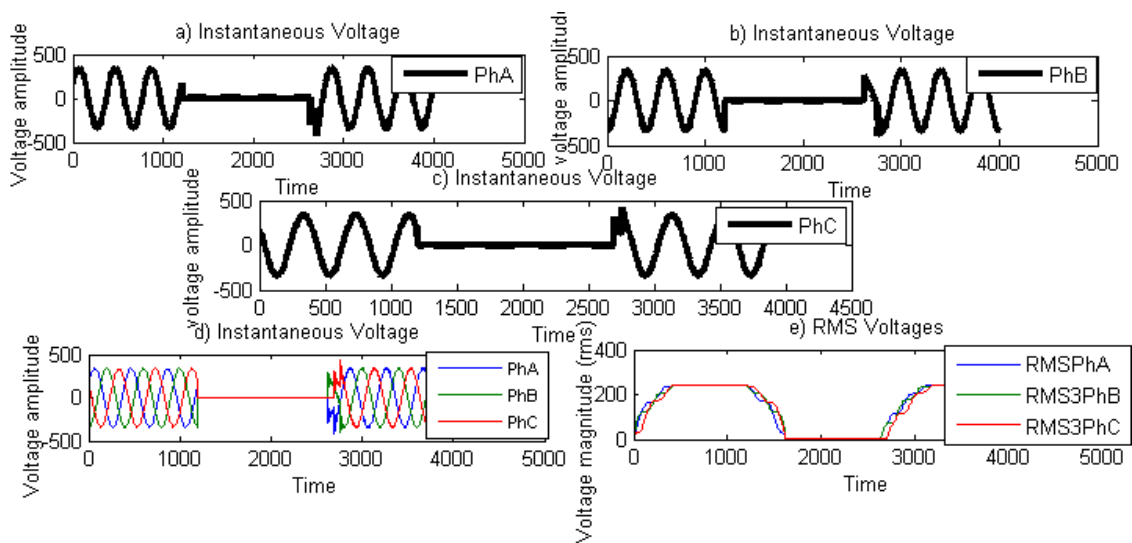 a) Instantaneous Voltage
Voltage amplitude
500
0
-500
0 1000 2000 3000 4000 5000
Time
PhA
b) Instantaneous Voltage
voltage amplitude
500
0
-500
0 1000 2000 3000 4000 5000
Time
PhB
c) Instantaneous Voltage
voltage amplitude
500
0
-500
0 500 1000 1500 2000 2500 3000 3500 4000 4500
Time
PhC
d) Instantaneous Voltage
Voltage amplitude
500
0
-500
0 1000 2000 3000 4000 5000
Time
PhA
PhB
PhC
e) RMS Voltages
Voltage magnitude (rms)
400
200
0
0 1000 2000 3000 4000 5000
Time
RMSPhA
RMS3PhB
RMS3PhC